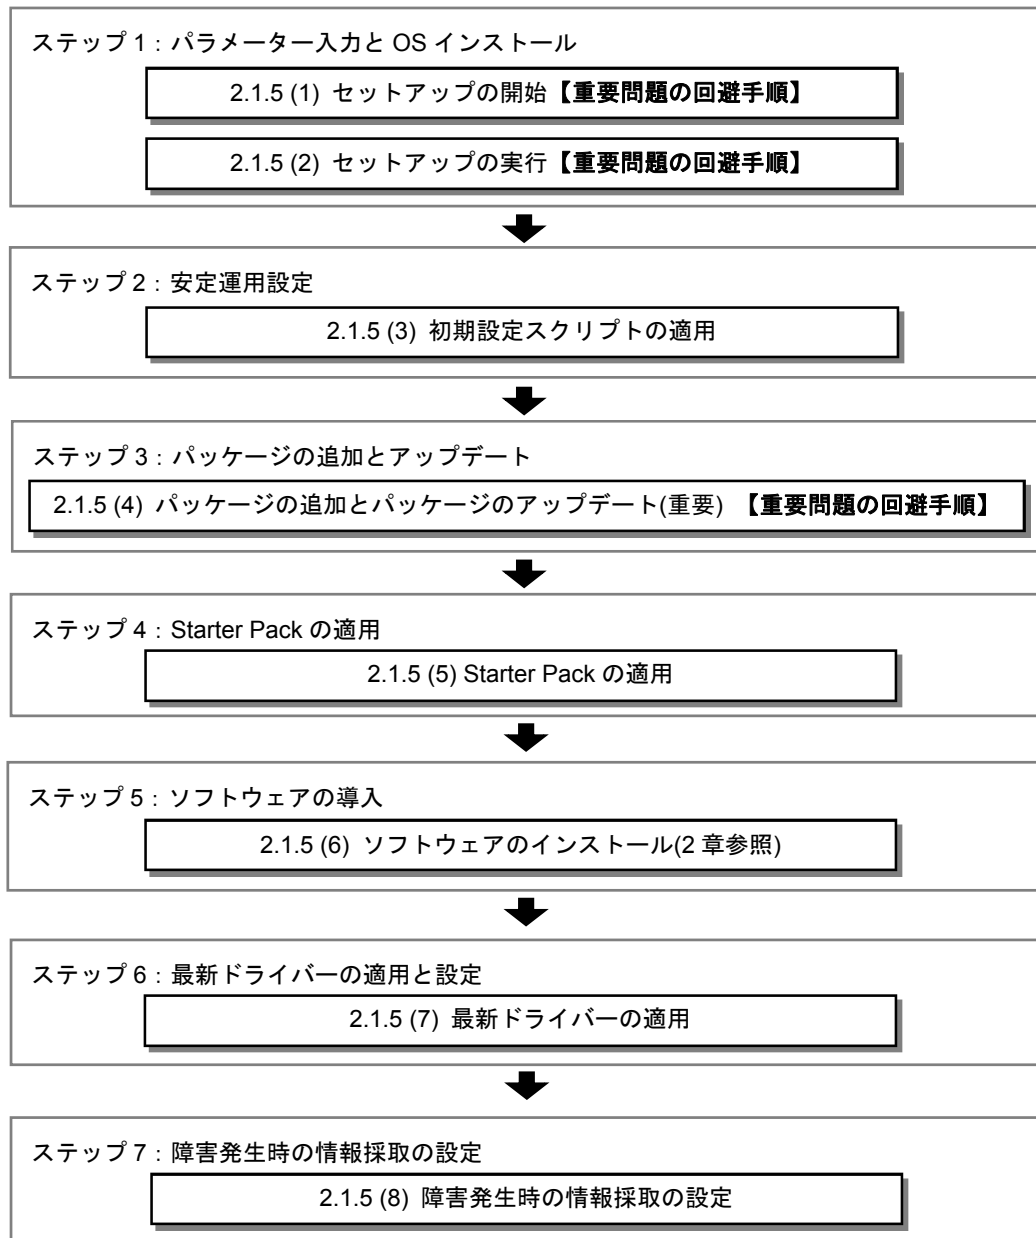 ステップ 1：パラメーター入力と OS インストール
2.1.5 (1) セットアップの開始【重要問題の回避手順】
2.1.5 (2) セットアップの実行【重要問題の回避手順】
ステップ 2：安定運用設定
2.1.5 (3) 初期設定スクリプトの適用
ステップ 3：パッケージの追加とアップデート
2.1.5 (4) パッケージの追加とパッケージのアップデート(重要) 【重要問題の回避手順】
ステップ 4：Starter Pack の適用
2.1.5 (5) Starter Pack の適用
ステップ 5：ソフトウェアの導入
2.1.5 (6) ソフトウェアのインストール(2 章参照)
ステップ 6：最新ドライバーの適用と設定
2.1.5 (7) 最新ドライバーの適用
ステップ 7：障害発生時の情報採取の設定
2.1.5 (8) 障害発生時の情報採取の設定